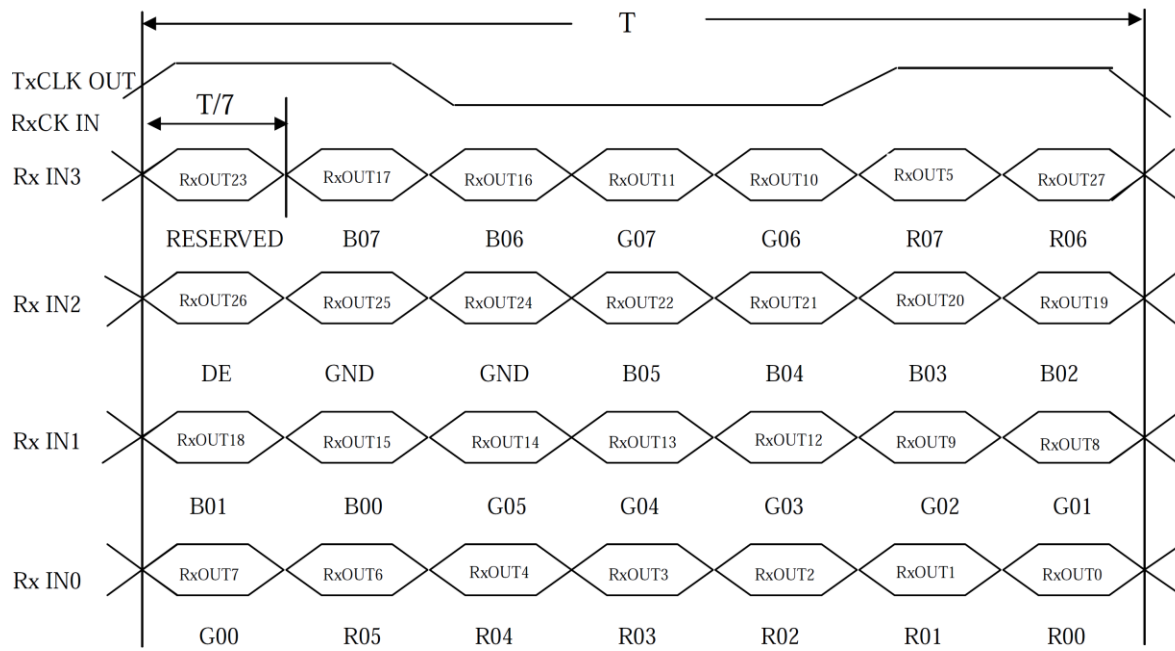 T
TxCLK OUT
T/7
RxCK IN
Rx IN3 RxOUT23 RxOUT17 RxOUT16 RxOUT11 RxOUT10 RxOUT5 RxOUT27
RESERVED B07 B06 G07 G06 R07 R06
Rx IN2 RxOUT26 RxOUT25 RxOUT24 RxOUT22 RxOUT21 RxOUT20 RxOUT19
DE GND GND B05 B04 B03 B02
Rx IN1 RxOUT18 RxOUT15 RxOUT14 RxOUT13 RxOUT12 RxOUT9 RxOUT8
B01 B00 G05 G04 G03 G02 G01
Rx IN0 RxOUT7 RxOUT6 RxOUT4 RxOUT3 RxOUT2 RxOUT1 RxOUT0
G00 R05 R04 R03 R02 R01 R00